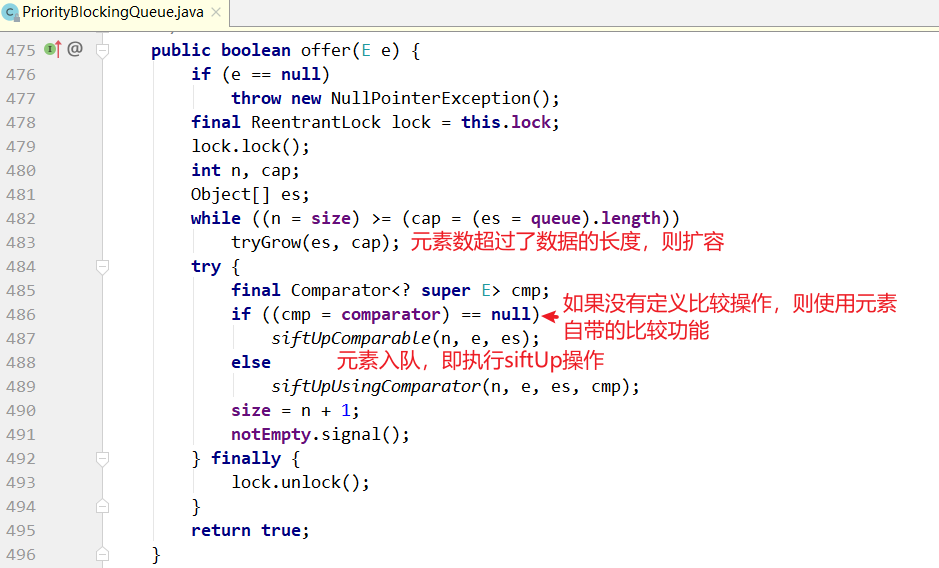 PriorityBlockingQueue.java
475 public boolean offer(E e) {
476 if (e == null)
477 throw new NullPointerException();
478 final ReentrantLock lock = this.lock;
479 lock.lock();
480 int n, cap;
481 Object[] es;
482 while ((n = size) >= (cap = (es = queue).length))
483 tryGrow(es, cap); 元素数超过了数据的长度，则扩容
484 try {
485 final Comparator<? super E> cmp;
486 if ((cmp = comparator) == null) 如果没有定义比较操作，则使用元素
自带的比较功能
487 siftUpComparable(n, e, es);
488 else 元素入队，即执行siftUp操作
489 siftUpUsingComparator(n, e, es, cmp);
490 size = n + 1;
491 notEmpty.signal();
492 } finally {
493 lock.unlock();
494 }
495 return true;
496 }